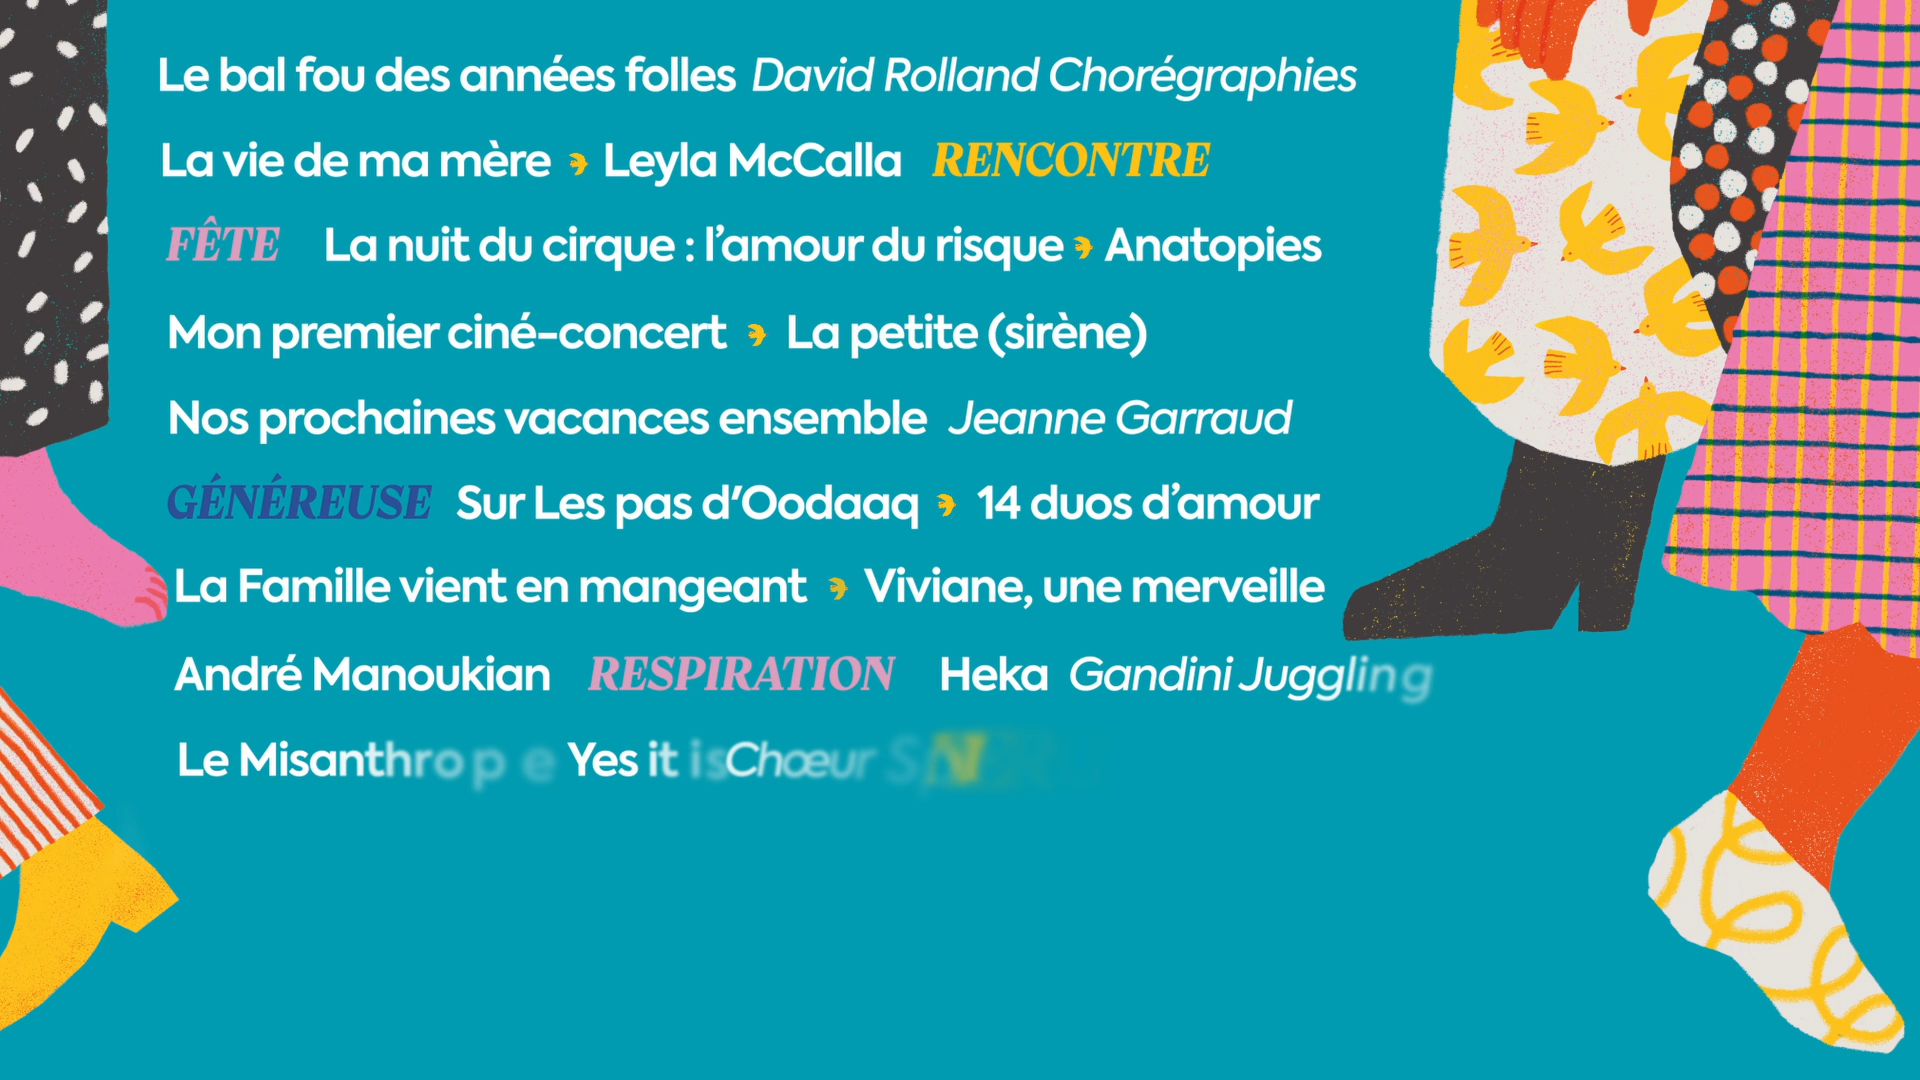 Le bal fou des années folles David Rolland Chorégraphies
La vie de ma mère Leyla McCalla RENCONTRE
FÊTE La nuit du cirque : l’amour du risque Anatopies
Mon premier ciné-concert La petite (sirène)
Nos prochaines vacances ensemble Jeanne Garraud
GÉNÉREUSE Sur Les pas d'Oodaaq 14 duos d’amour
La Famille vient en mangeant Viviane, une merveille
André Manoukian RESPIRATION Heka Gandini Juggling
Le Misanthrope Yes it is Chœur